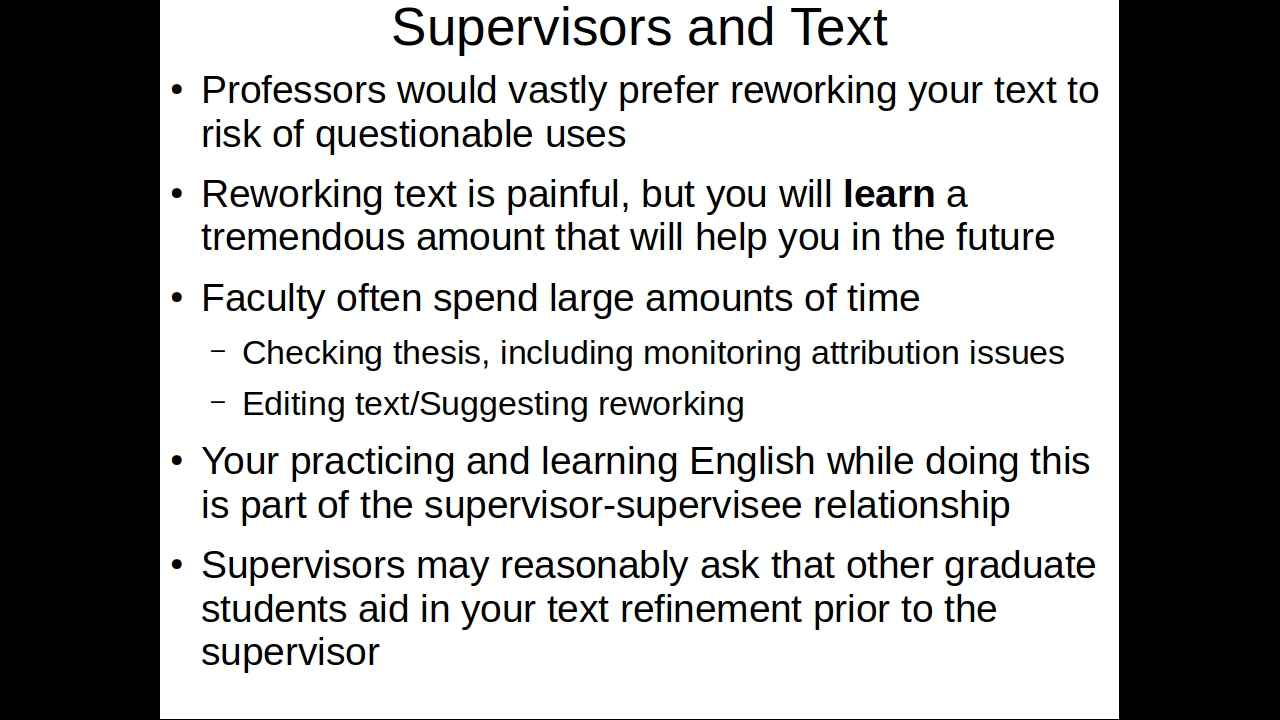 Supervisors and Text
• Professors would vastly prefer reworking your text to
risk of questionable uses
• Reworking text is painful, but you will learn a
tremendous amount that will help you in the future
• Faculty often spend large amounts of time
– Checking thesis, including monitoring attribution issues
– Editing text/Suggesting reworking
• Your practicing and learning English while doing this
is part of the supervisor-supervisee relationship
• Supervisors may reasonably ask that other graduate
students aid in your text refinement prior to the
supervisor